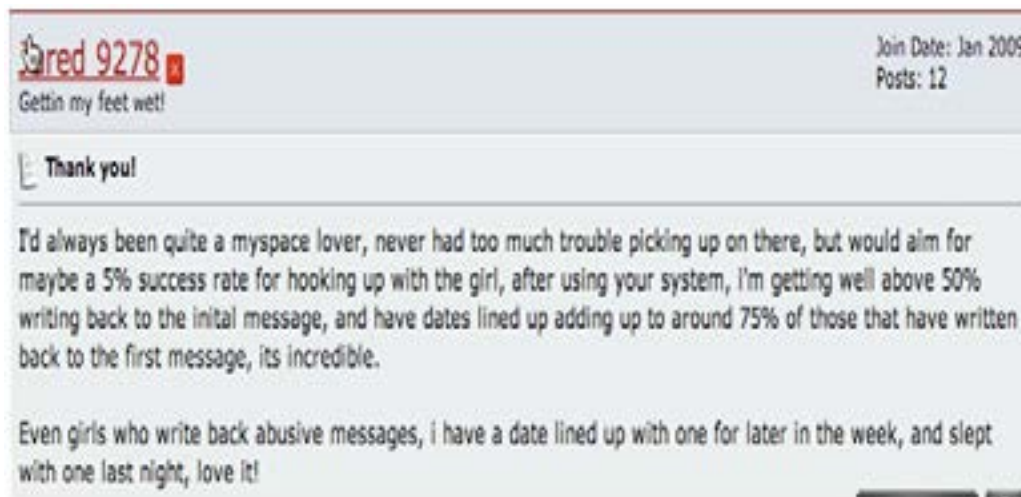 Jared 9278 x
Gettin my feet wet!
Join Date: Jan 2009
Posts: 12
Thank you!
I'd always been quite a myspace lover, never had too much trouble picking up on there, but would aim for
maybe a 5% success rate for hooking up with the girl, after using your system, I'm getting well above 50%
writing back to the inital message, and have dates lined up adding up to around 75% of those that have written
back to the first message, its incredible.
Even girls who write back abusive messages, i have a date lined up with one for later in the week, and slept
with one last night, love it!